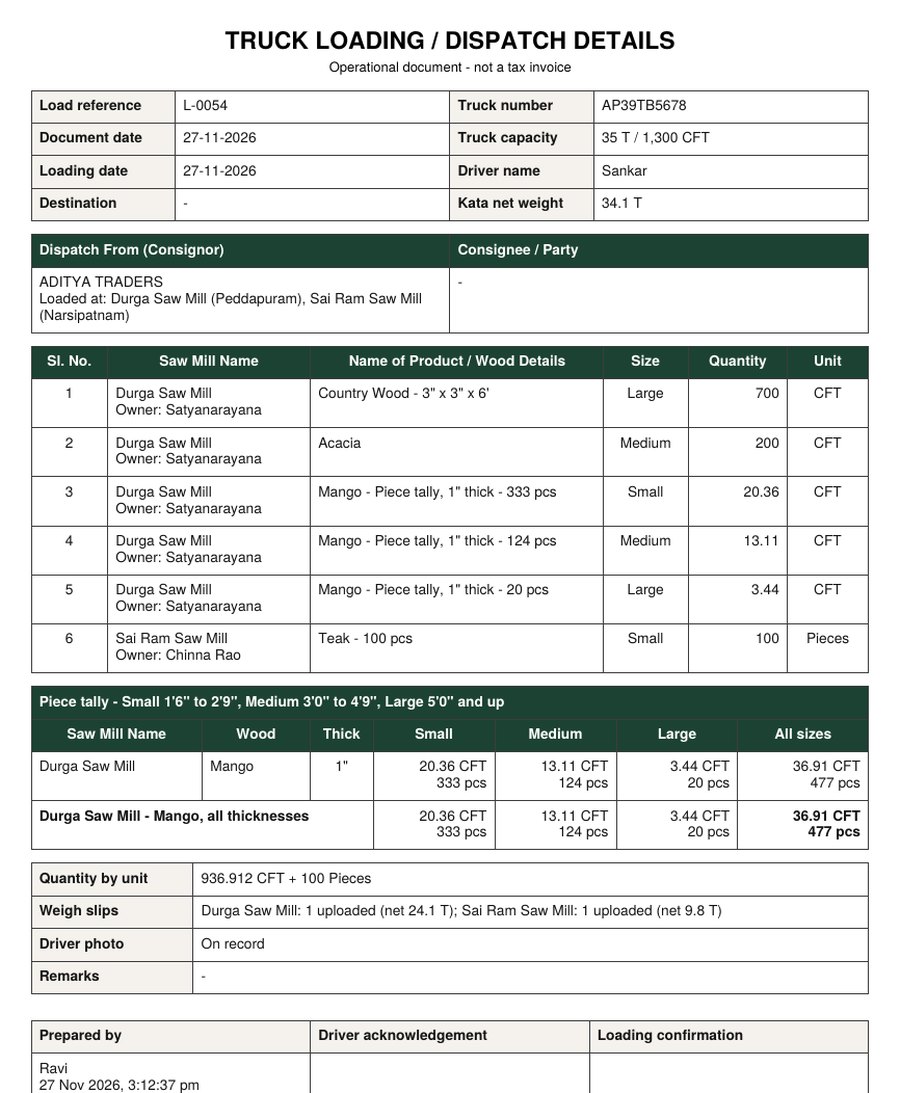 TRUCK LOADING / DISPATCH DETAILS
Operational document - not a tax invoice
Load reference L-0054 Truck number AP39TB5678
Document date 27-11-2026 Truck capacity 35 T / 1,300 CFT
Loading date 27-11-2026 Driver name Sankar
Destination - Kata net weight 34.1 T
Dispatch From (Consignor) Consignee / Party
ADITYA TRADERS -
Loaded at: Durga Saw Mill (Peddapuram), Sai Ram Saw Mill
(Narsipatnam)
Sl. No. Saw Mill Name Name of Product / Wood Details Size Quantity Unit
1 Durga Saw Mill Country Wood - 3" x 3" x 6' Large 700 CFT
Owner: Satyanarayana
2 Durga Saw Mill Acacia Medium 200 CFT
Owner: Satyanarayana
3 Durga Saw Mill Mango - Piece tally, 1" thick - 333 pcs Small 20.36 CFT
Owner: Satyanarayana
4 Durga Saw Mill Mango - Piece tally, 1" thick - 124 pcs Medium 13.11 CFT
Owner: Satyanarayana
5 Durga Saw Mill Mango - Piece tally, 1" thick - 20 pcs Large 3.44 CFT
Owner: Satyanarayana
6 Sai Ram Saw Mill Teak - 100 pcs Small 100 Pieces
Owner: Chinna Rao
Piece tally - Small 1'6" to 2'9", Medium 3'0" to 4'9", Large 5'0" and up
Saw Mill Name Wood Thick Small Medium Large All sizes
Durga Saw Mill Mango 1" 20.36 CFT 13.11 CFT 3.44 CFT 36.91 CFT
333 pcs 124 pcs 20 pcs 477 pcs
Durga Saw Mill - Mango, all thicknesses 20.36 CFT 13.11 CFT 3.44 CFT 36.91 CFT
333 pcs 124 pcs 20 pcs 477 pcs
Quantity by unit 936.912 CFT + 100 Pieces
Weigh slips Durga Saw Mill: 1 uploaded (net 24.1 T); Sai Ram Saw Mill: 1 uploaded (net 9.8 T)
Driver photo On record
Remarks -
Prepared by Driver acknowledgement Loading confirmation
Ravi
27 Nov 2026, 3:12:37 pm